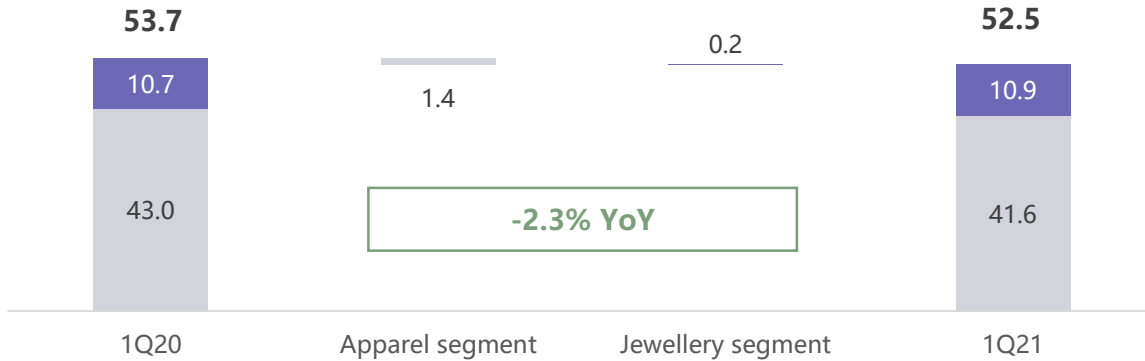 53.7
52.5
0.2
10.7
1.4
10.9
43.0
-2.3% YoY
41.6
1Q20
Apparel segment
Jewellery segment
1Q21